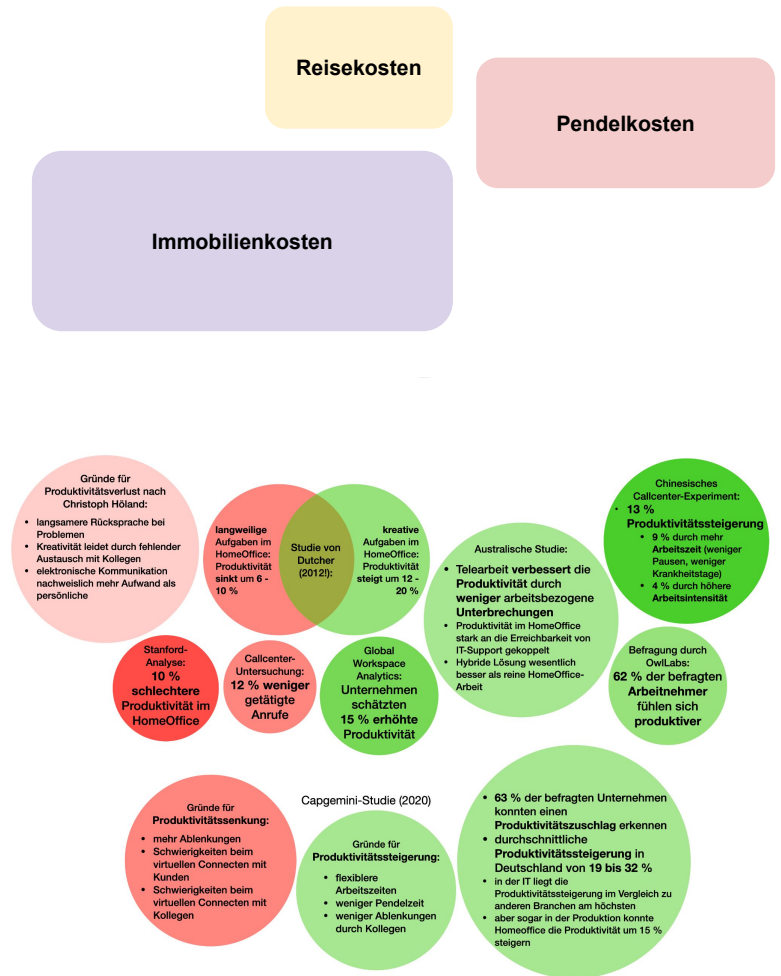 Reisekosten
Pendelkosten
Immobilienkosten
Gründe für
Produktivitätsverlust nach
Christoph Höland:
• langsamere Rücksprache bei
Problemen
• Kreativität leidet durch fehlender
Austausch mit Kollegen
• elektronische Kommunikation
nachweislich mehr Aufwand als
persönliche
langweilige
Aufgaben im
HomeOffice:
Produktivität
sinkt um 6 -
10 %
Studie von
Dutcher
(2012!):
kreative
Aufgaben im
HomeOffice:
Produktivität
steigt um 12 -
20 %
Australische Studie:
• Telearbeit verbessert die
Produktivität durch
weniger arbeitsbezogene
Unterbrechungen
• Produktivität im HomeOffice
stark an die Erreichbarkeit von
IT-Support gekoppelt
• Hybride Lösung wesentlich
besser als reine HomeOffice-
Arbeit
Chinesisches
Callcenter-Experiment:
• 13 %
Produktivitätssteigerung
• 9 % durch mehr
Arbeitszeit (weniger
Pausen, weniger
Krankheitstage)
• 4 % durch höhere
Arbeitsintensität
Stanford-
Analyse:
10 %
schlechtere
Produktivität im
HomeOffice
Callcenter-
Untersuchung:
12 % weniger
getätigte
Anrufe
Global
Workspace
Analytics:
Unternehmen
schätzten
15 % erhöhte
Produktivität
Befragung durch
OwlLabs:
62 % der befragten
Arbeitnehmer
fühlen sich
produktiver
Gründe für
Produktivitätssenkung:
• mehr Ablenkungen
• Schwierigkeiten beim
virtuellen Connecten mit
Kunden
• Schwierigkeiten beim
virtuellen Connecten mit
Kollegen
Capgemini-Studie (2020)
Gründe für
Produktivitätssteigerung:
• flexiblere
Arbeitszeiten
• weniger Pendelzeit
• weniger Ablenkungen
durch Kollegen
• 63 % der befragten Unternehmen
konnten einen
Produktivitätszuschlag erkennen
• durchschnittliche
Produktivitätssteigerung in
Deutschland von 19 bis 32 %
• in der IT liegt die
Produktivitätssteigerung im Vergleich zu
anderen Branchen am höchsten
• aber sogar in der Produktion konnte
Homeoffice die Produktivität um 15 %
steigern